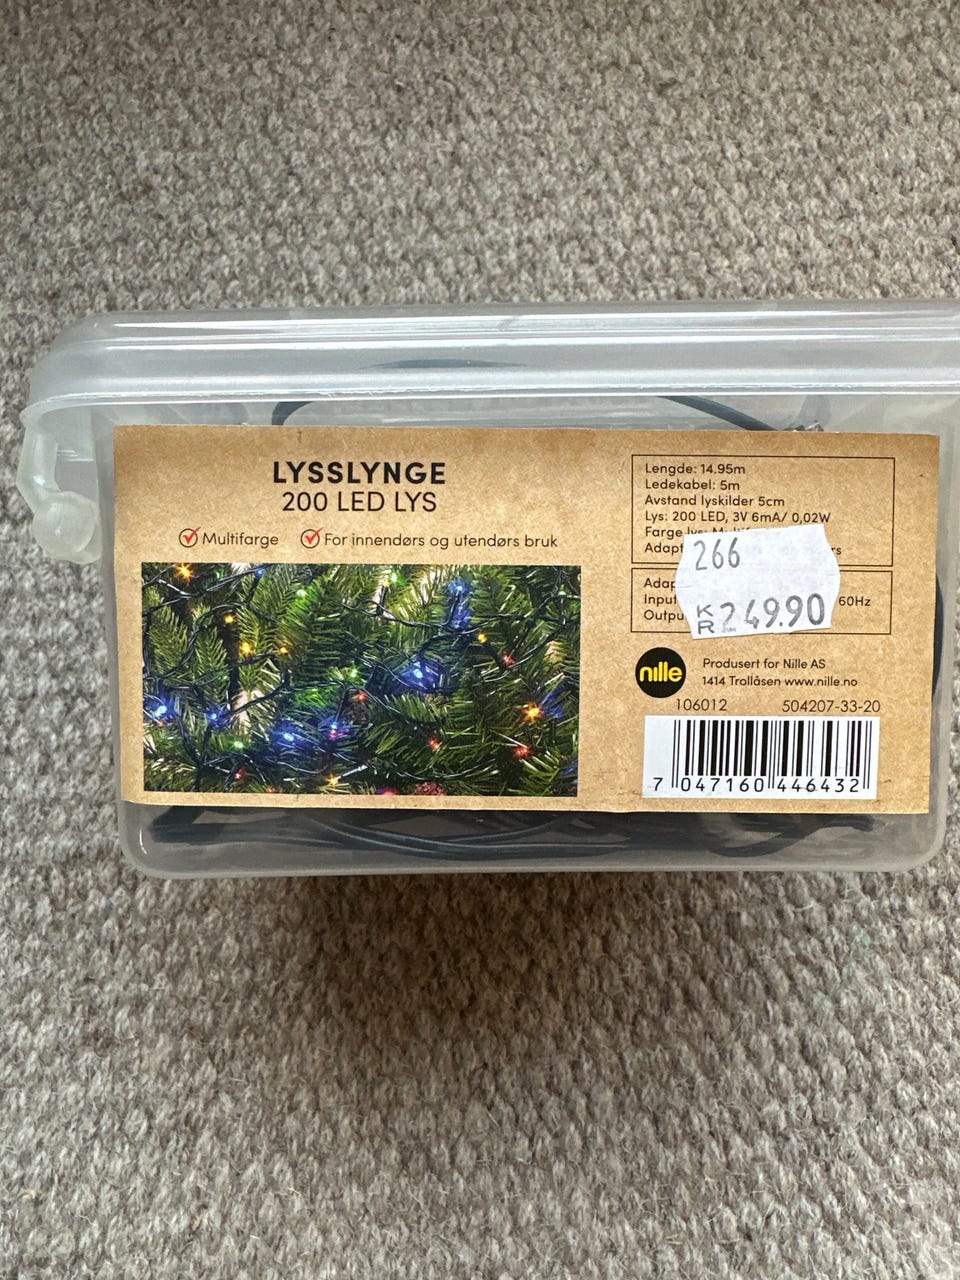 LYSSLYNGE
200 LED LYS
Multifarge
For innendørs og utendørs bruk
Lengde: 14.95m
Ledekabel: 5m
Avstand lyskilder 5cm
Lys: 200 LED, 3V 6mA/ 0,02W
Farge lys:
266
KR 249.90
60Hz
nille
Produsert for Nille AS
1414 Trollåsen www.nille.no
106012 504207-33-20
7 047160 446432